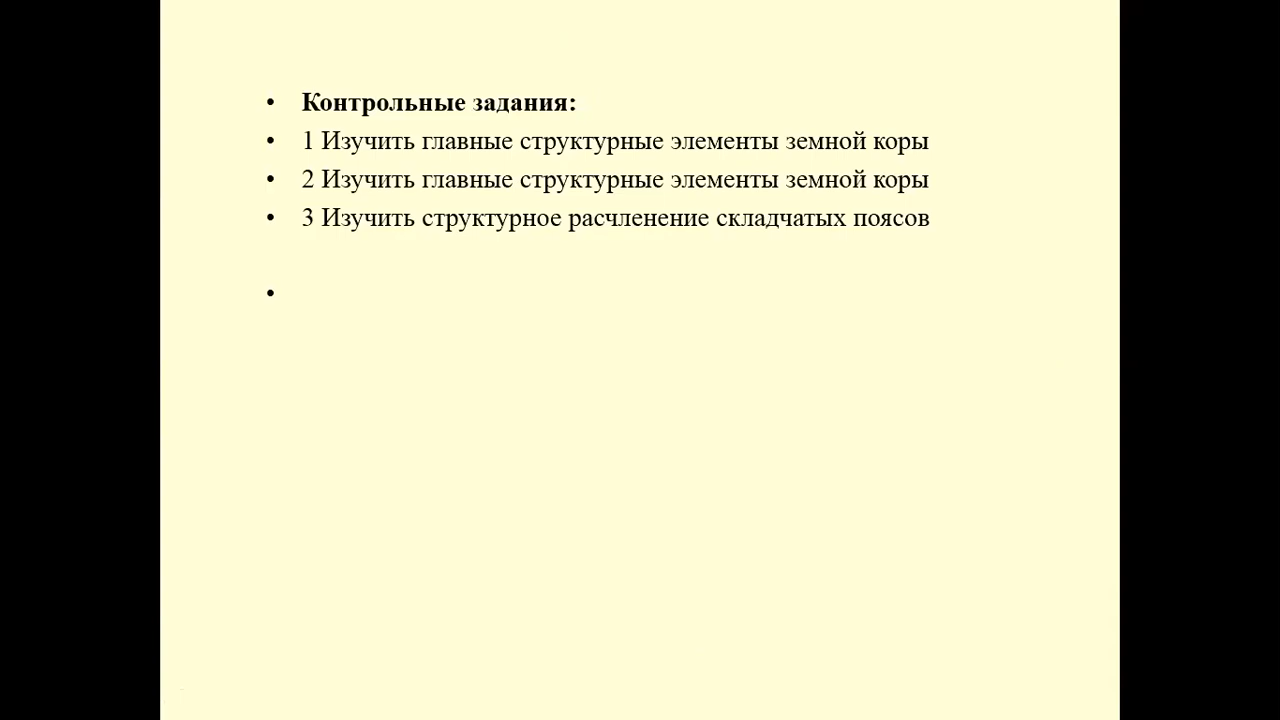 • Контрольные задания:
• 1 Изучить главные структурные элементы земной коры
• 2 Изучить главные структурные элементы земной коры
• 3 Изучить структурное расчленение складчатых поясов
•